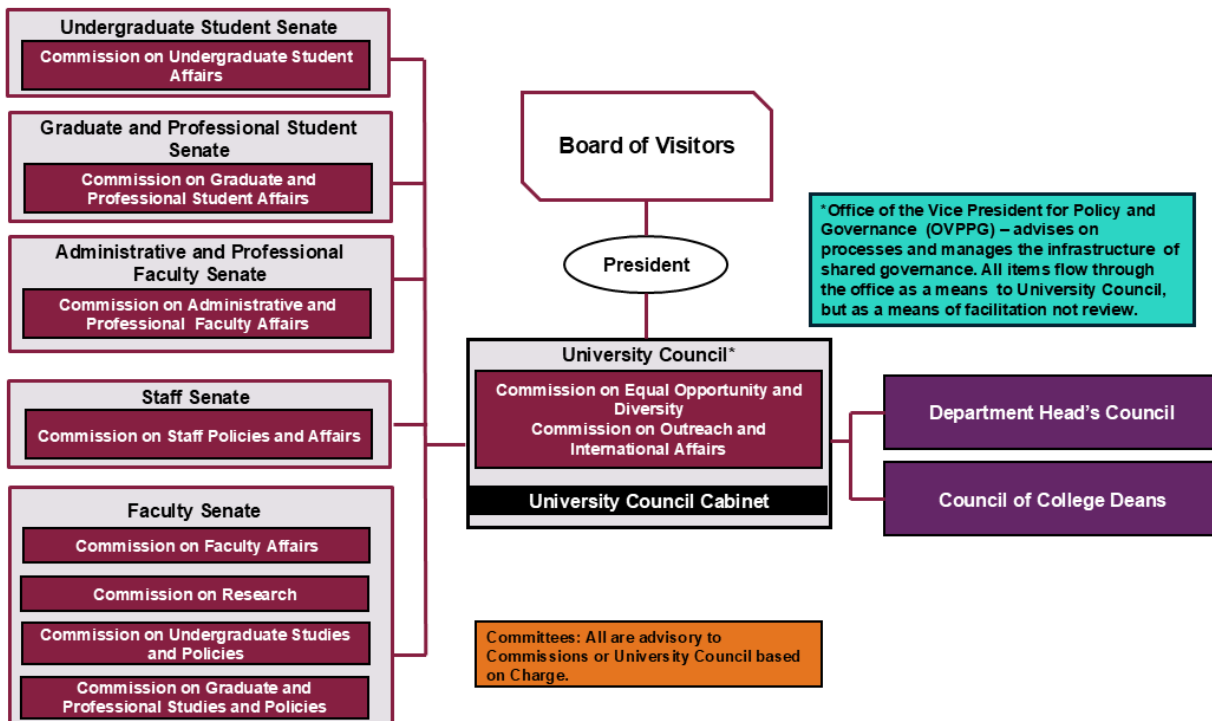 Undergraduate Student Senate
Commission on Undergraduate Student
Affairs
Graduate and Professional Student
Senate
Commission on Graduate and
Professional Student Affairs
Administrative and Professional
Faculty Senate
Commission on Administrative and
Professional Faculty Affairs
Staff Senate
Commission on Staff Policies and Affairs
Faculty Senate
Commission on Faculty Affairs
Commission on Research
Commission on Undergraduate Studies
and Policies
Commission on Graduate and
Professional Studies and Policies
Board of Visitors
President
University Council*
Commission on Equal Opportunity and
Diversity
Commission on Outreach and
International Affairs
University Council Cabinet
Committees: All are advisory to
Commissions or University Council based
on Charge.
*Office of the Vice President for Policy and
Governance (OVPPG) – advises on
processes and manages the infrastructure of
shared governance. All items flow through
the office as a means to University Council,
but as a means of facilitation not review.
Department Head's Council
Council of College Deans